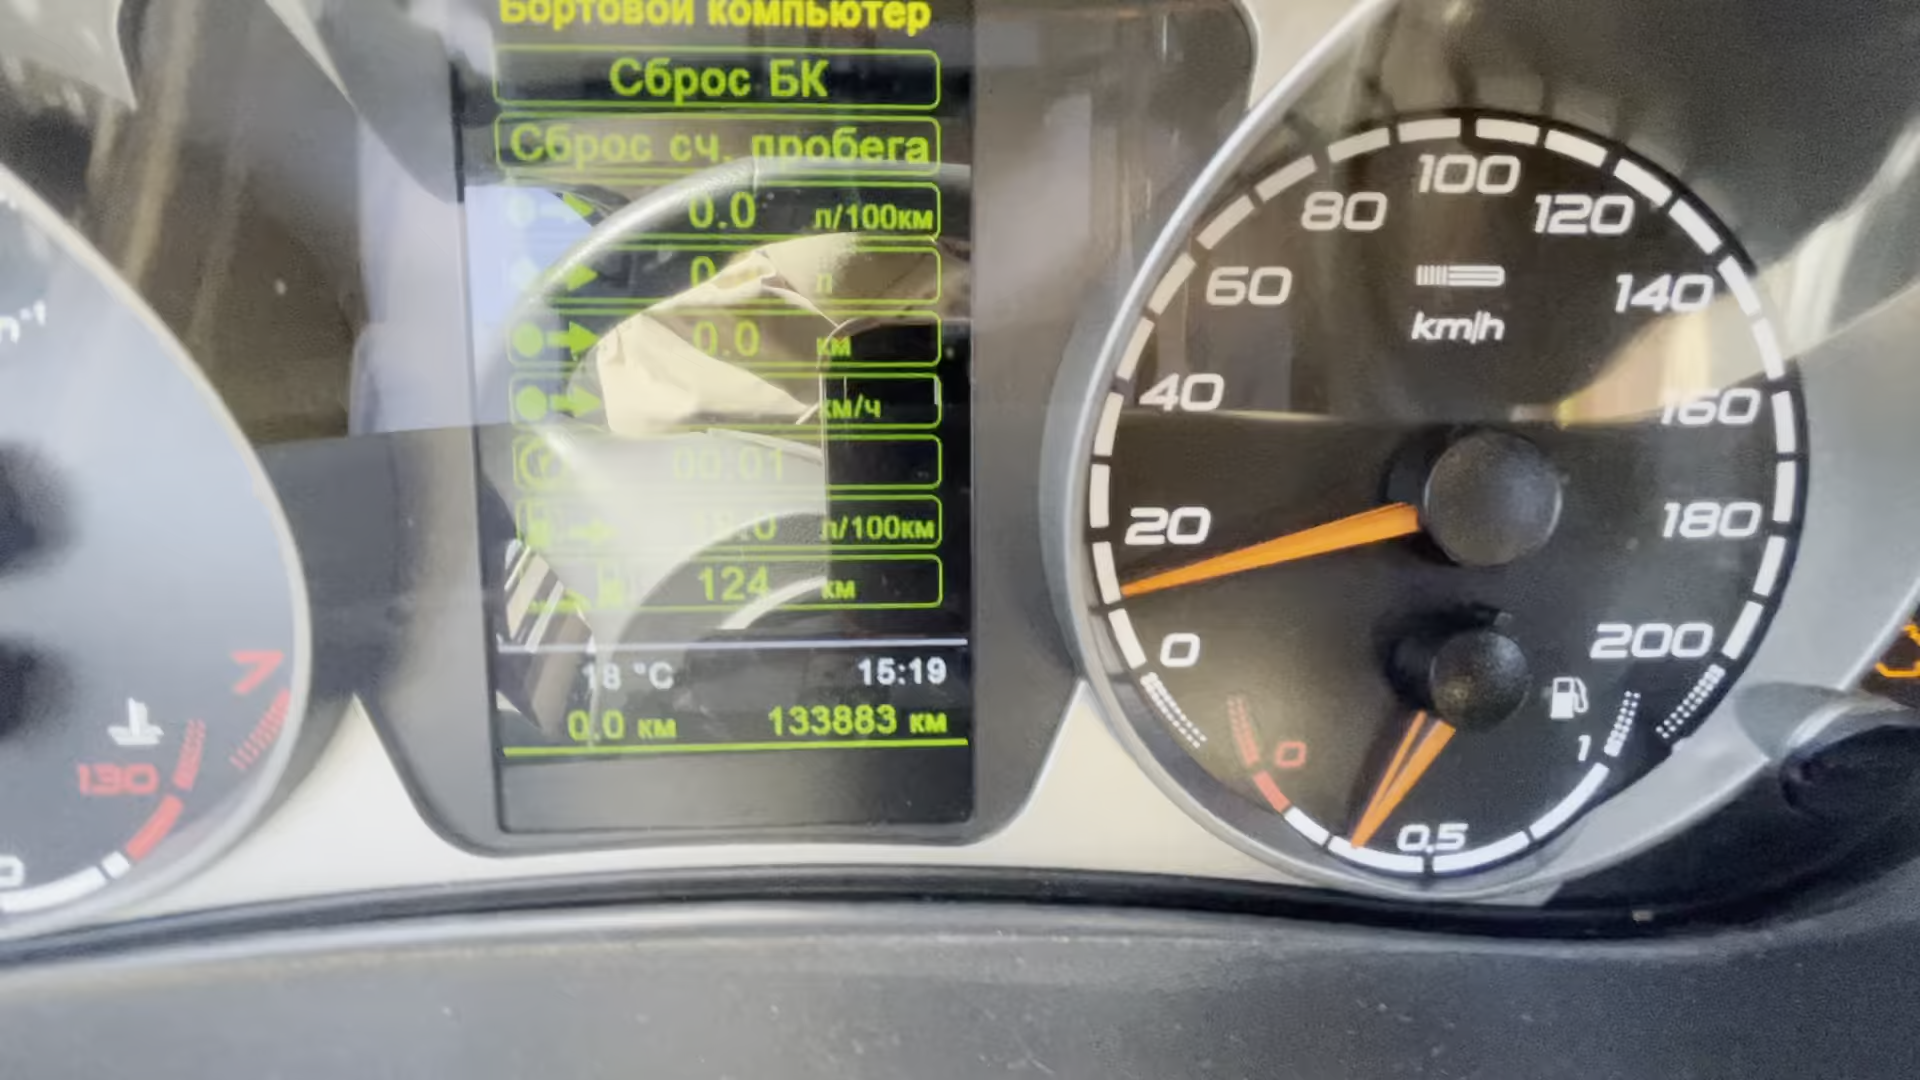 Бортовой компьютер
Сброс БК
Сброс сч. пробега
0.0 л/100км
л
0.0 км
км/ч
00:01
л/100км
124 км
18 °C 15:19
0.0 км 133883 км
7
130
0
20
40
60
80
100
120
140
160
180
200
km/h
0
0,5
1